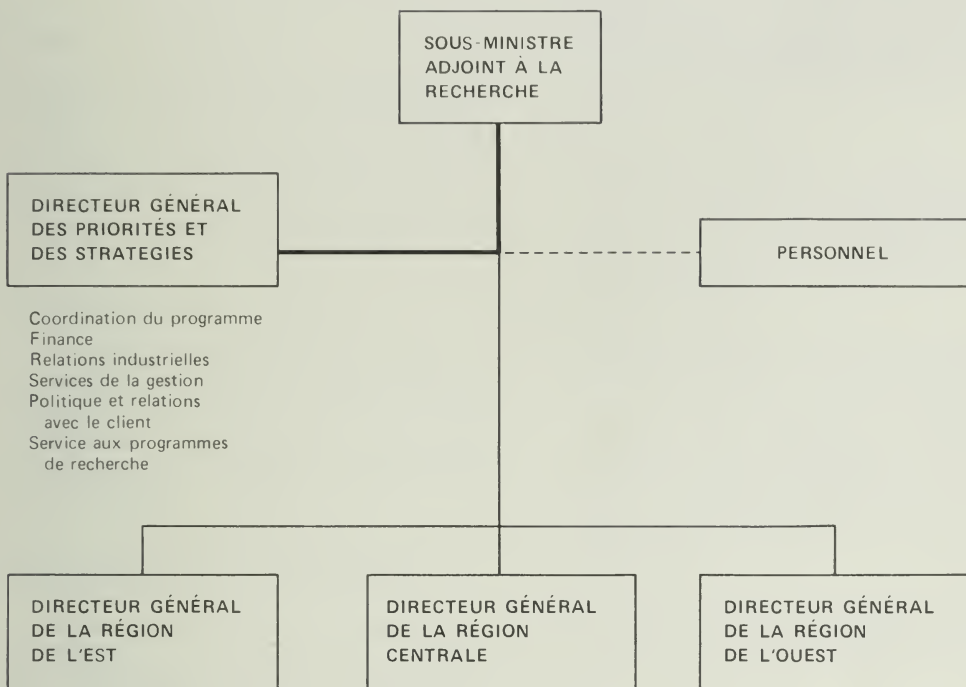 SOUS-MINISTRE
ADJOINT À LA
RECHERCHE
DIRECTEUR GÉNÉRAL
DES PRIORITÉS ET
DES STRATEGIES
PERSONNEL
Coordination du programme
Finance
Relations industrielles
Services de la gestion
Politique et relations
avec le client
Service aux programmes
de recherche
DIRECTEUR GÉNÉRAL
DE LA RÉGION
DE L'EST
DIRECTEUR GÉNÉRAL
DE LA RÉGION
CENTRALE
DIRECTEUR GÉNÉRAL
DE LA RÉGION
DE L'OUEST